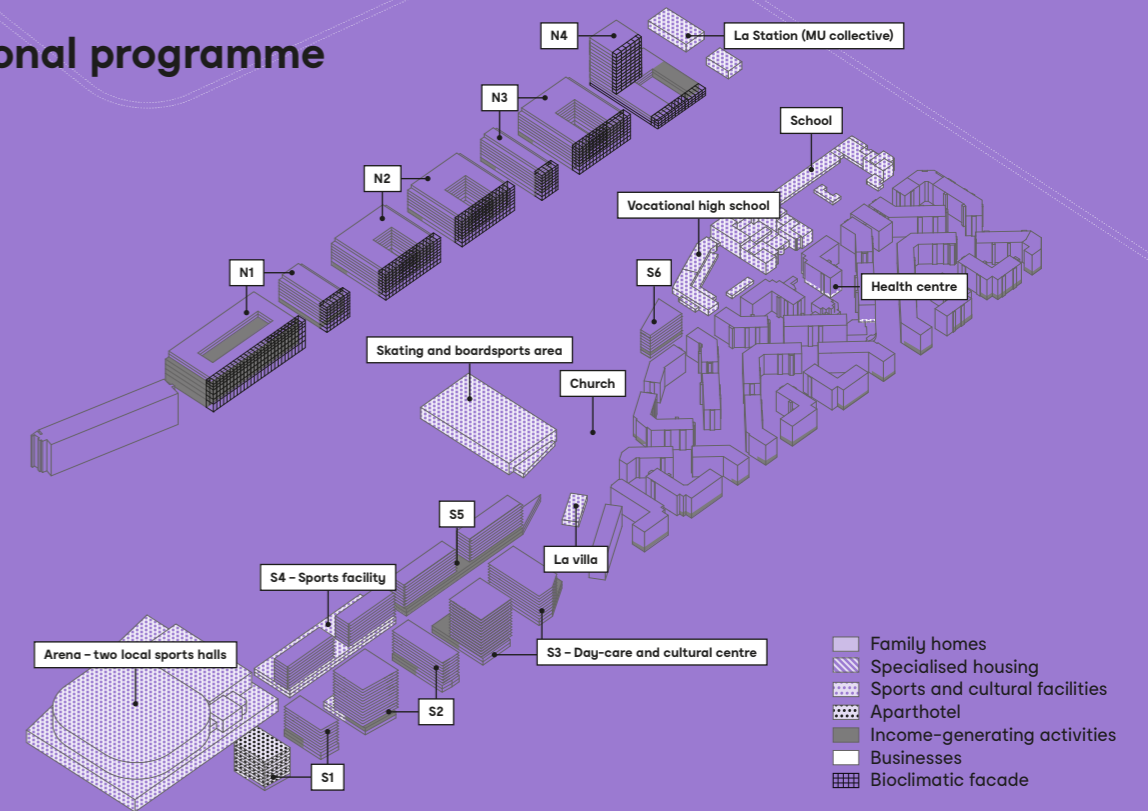 onal programme
N4
La Station (MU collective)
N3
School
N2
Vocational high school
N1
S6
Health centre
Skating and boardsports area
Church
S5
La villa
S4 – Sports facility
Arena – two local sports halls
S3 – Day-care and cultural centre
S2
S1
Family homes
Specialised housing
Sports and cultural facilities
Aparthotel
Income-generating activities
Businesses
Bioclimatic facade